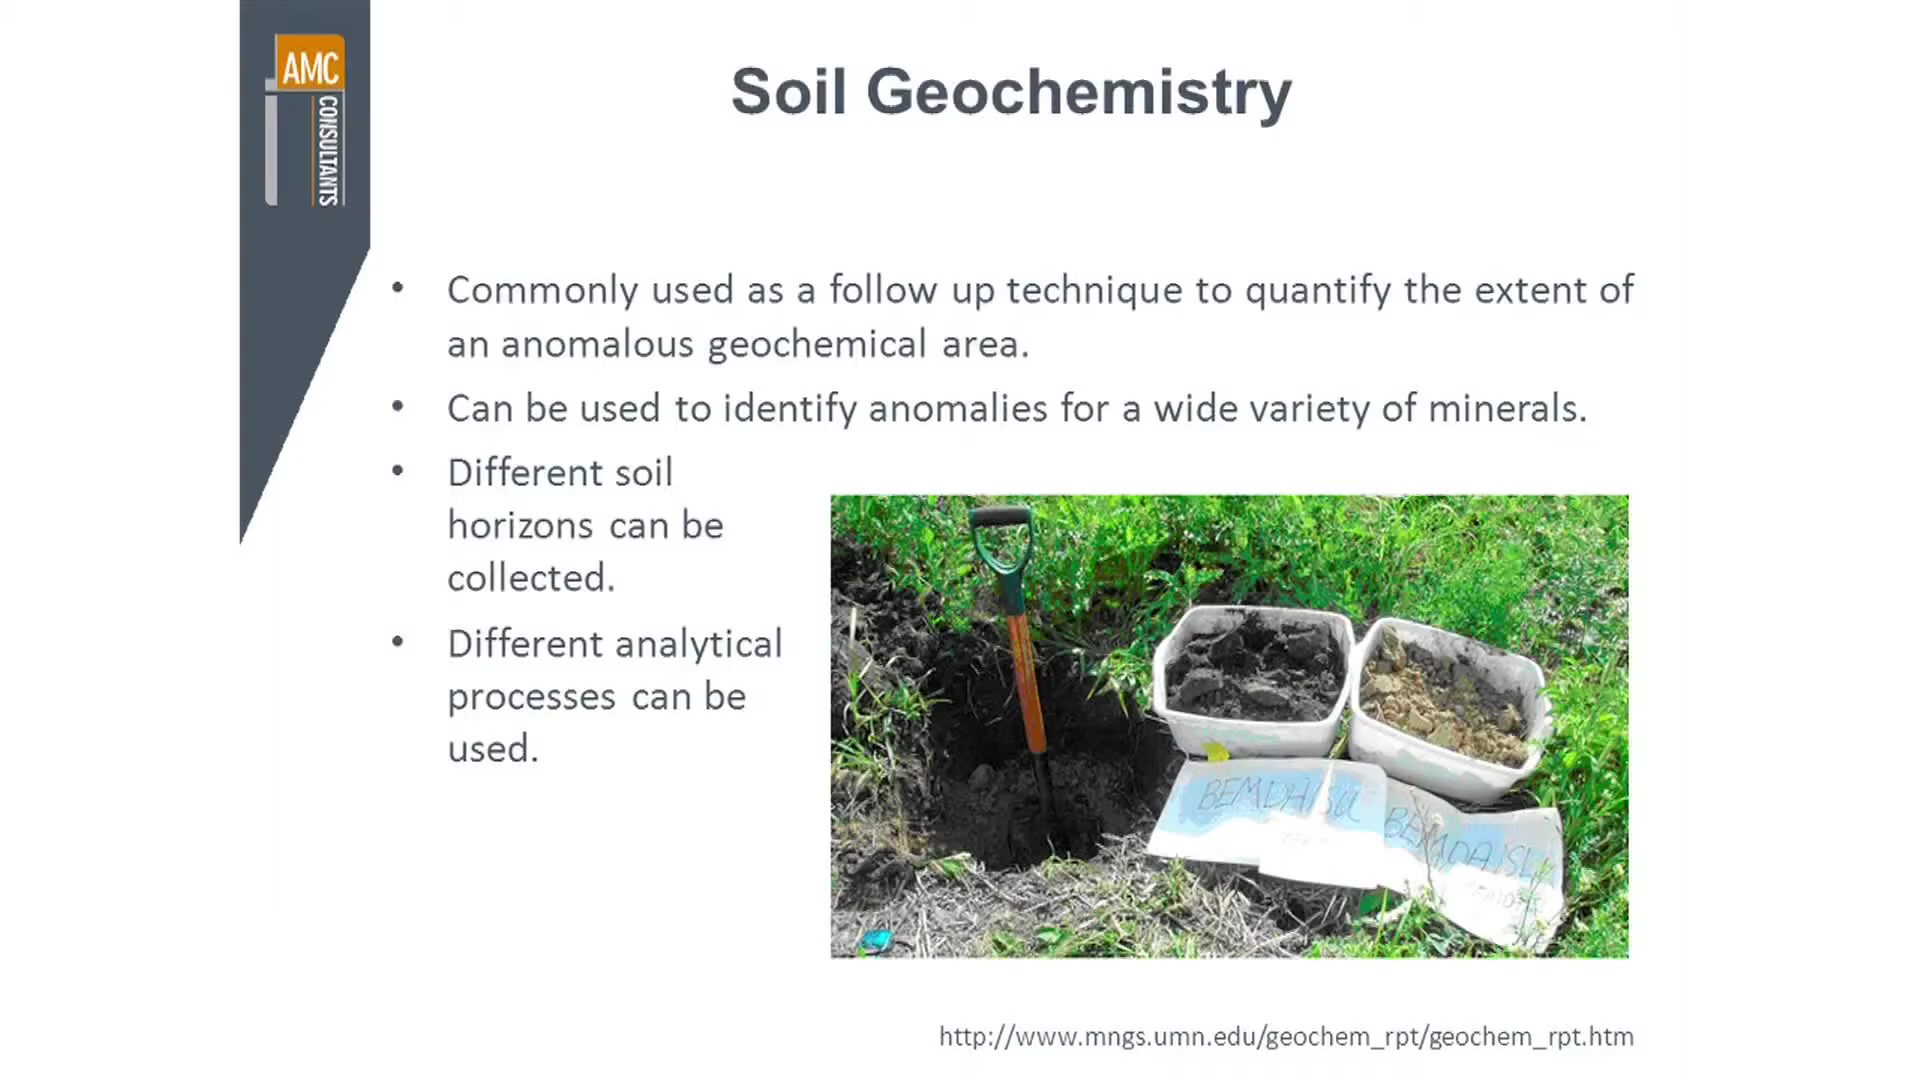 AMC
CONSULTANTS
Soil Geochemistry
• Commonly used as a follow up technique to quantify the extent of
an anomalous geochemical area.
• Can be used to identify anomalies for a wide variety of minerals.
• Different soil
horizons can be
collected.
• Different analytical
processes can be
used.
http://www.mngs.umn.edu/geochem_rpt/geochem_rpt.htm